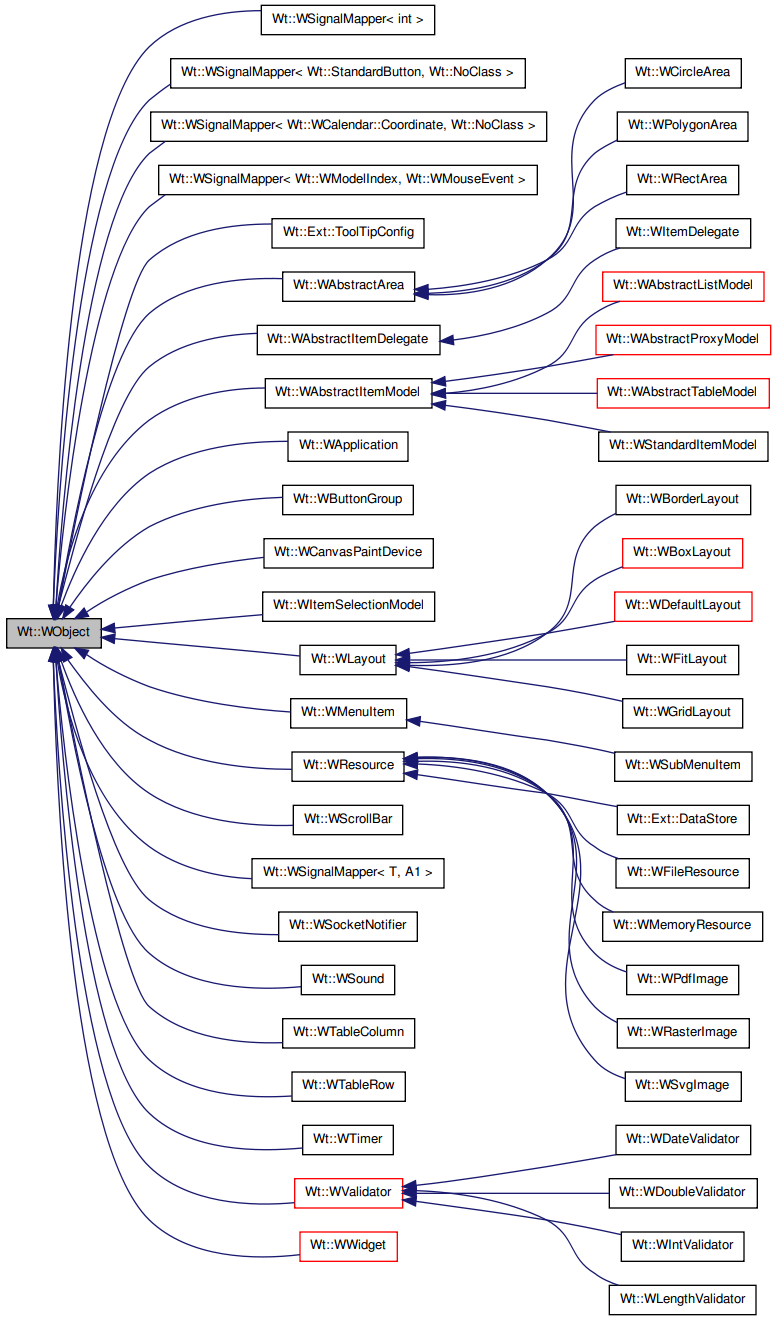 Wt::WObject
Wt::WSignalMapper< int >
Wt::WSignalMapper< Wt::StandardButton, Wt::NoClass >
Wt::WSignalMapper< Wt::WCalendar::Coordinate, Wt::NoClass >
Wt::WSignalMapper< Wt::WModelIndex, Wt::WMouseEvent >
Wt::Ext::ToolTipConfig
Wt::WAbstractArea
Wt::WAbstractItemDelegate
Wt::WAbstractItemModel
Wt::WApplication
Wt::WButtonGroup
Wt::WCanvasPaintDevice
Wt::WItemSelectionModel
Wt::WLayout
Wt::WMenuItem
Wt::WResource
Wt::WScrollBar
Wt::WSignalMapper< T, A1 >
Wt::WSocketNotifier
Wt::WSound
Wt::WTableColumn
Wt::WTableRow
Wt::WTimer
Wt::WValidator
Wt::WWidget
Wt::WCircleArea
Wt::WPolygonArea
Wt::WRectArea
Wt::WItemDelegate
Wt::WAbstractListModel
Wt::WAbstractProxyModel
Wt::WAbstractTableModel
Wt::WStandardItemModel
Wt::WBorderLayout
Wt::WBoxLayout
Wt::WDefaultLayout
Wt::WFitLayout
Wt::WGridLayout
Wt::WSubMenuItem
Wt::Ext::DataStore
Wt::WFileResource
Wt::WMemoryResource
Wt::WPdfImage
Wt::WRasterImage
Wt::WSvgImage
Wt::WDateValidator
Wt::WDoubleValidator
Wt::WIntValidator
Wt::WLengthValidator